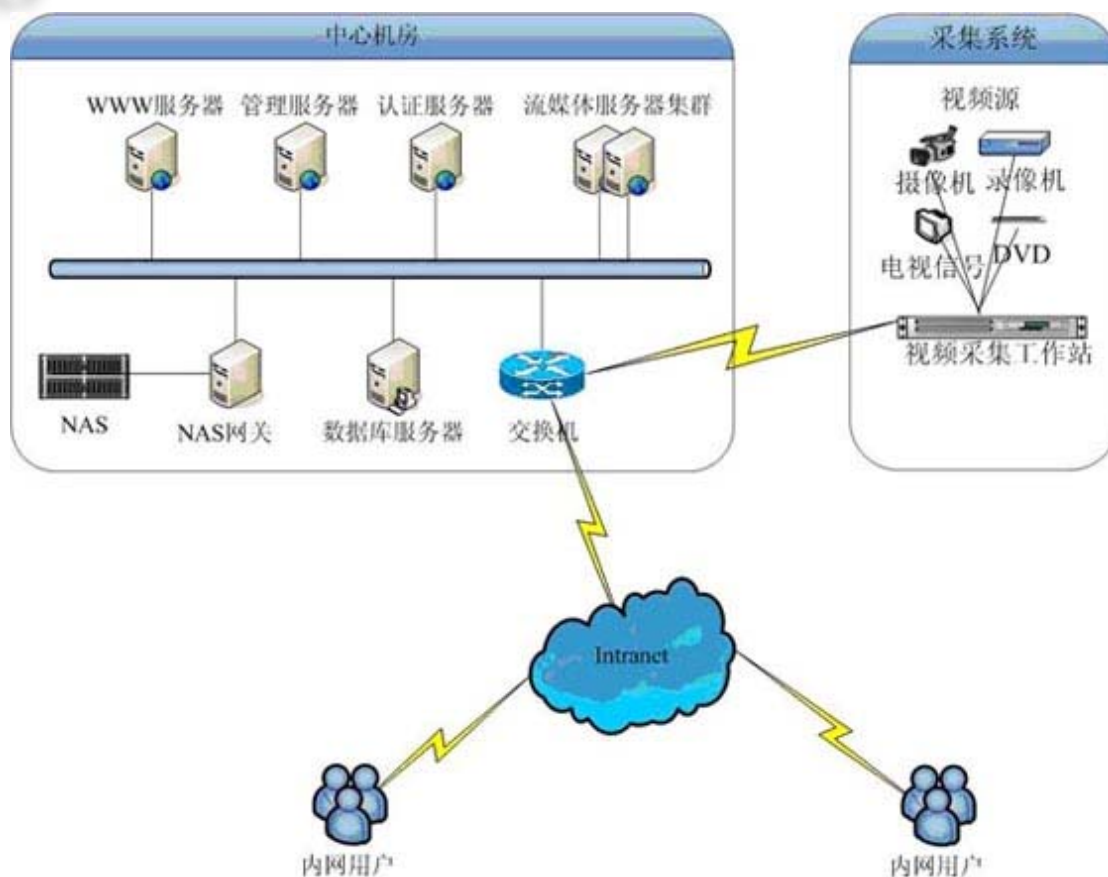 中心机房
采集系统
WWW服务器 管理服务器 认证服务器 流媒体服务器集群
视频源
摄像机 录像机
电视信号 DVD
视频采集工作站
NAS NAS网关 数据库服务器 交换机
Intranet
内网用户 内网用户